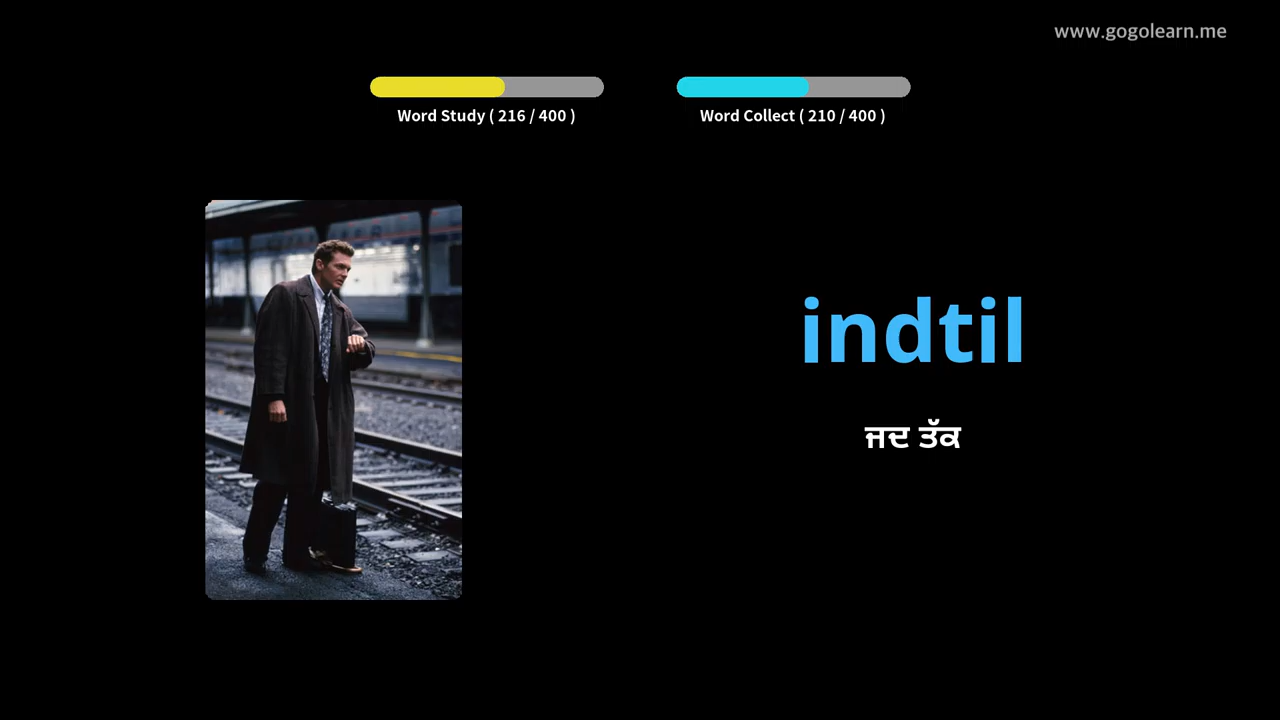 www.gogolearn.me
Word Study ( 216 / 400 )
Word Collect ( 210 / 400 )
indtil
ਜਦ ਤੱਕ